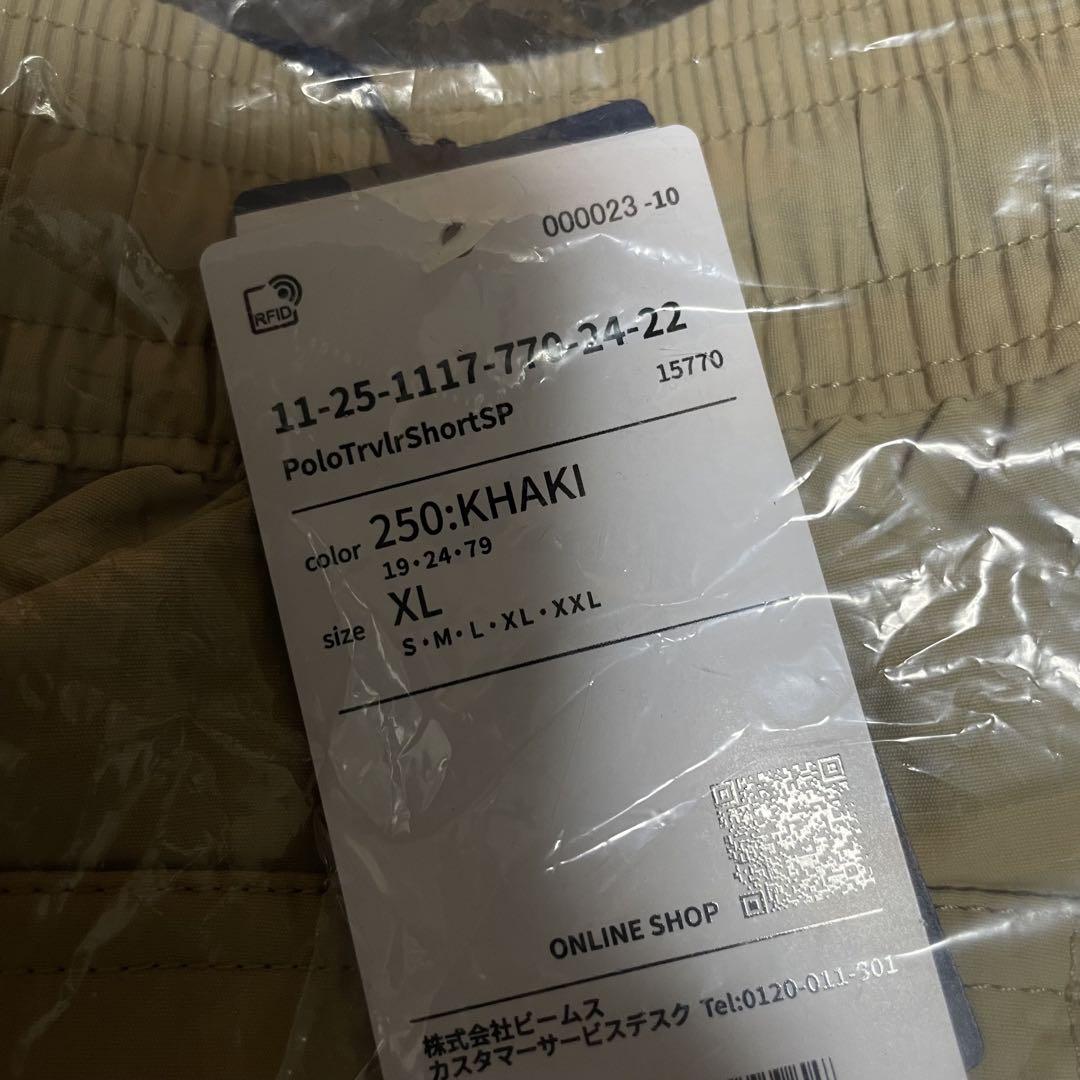 000023 -10
RFID
11-25-1117-770-24-22
PoloTrvlrShortSP 15770
color 250:KHAKI
19・24・79
size XL
S・M・L・XL・XXL
ONLINE SHOP
株式会社ビームス
カスタマーサービスデスク Tel:0120-011-301